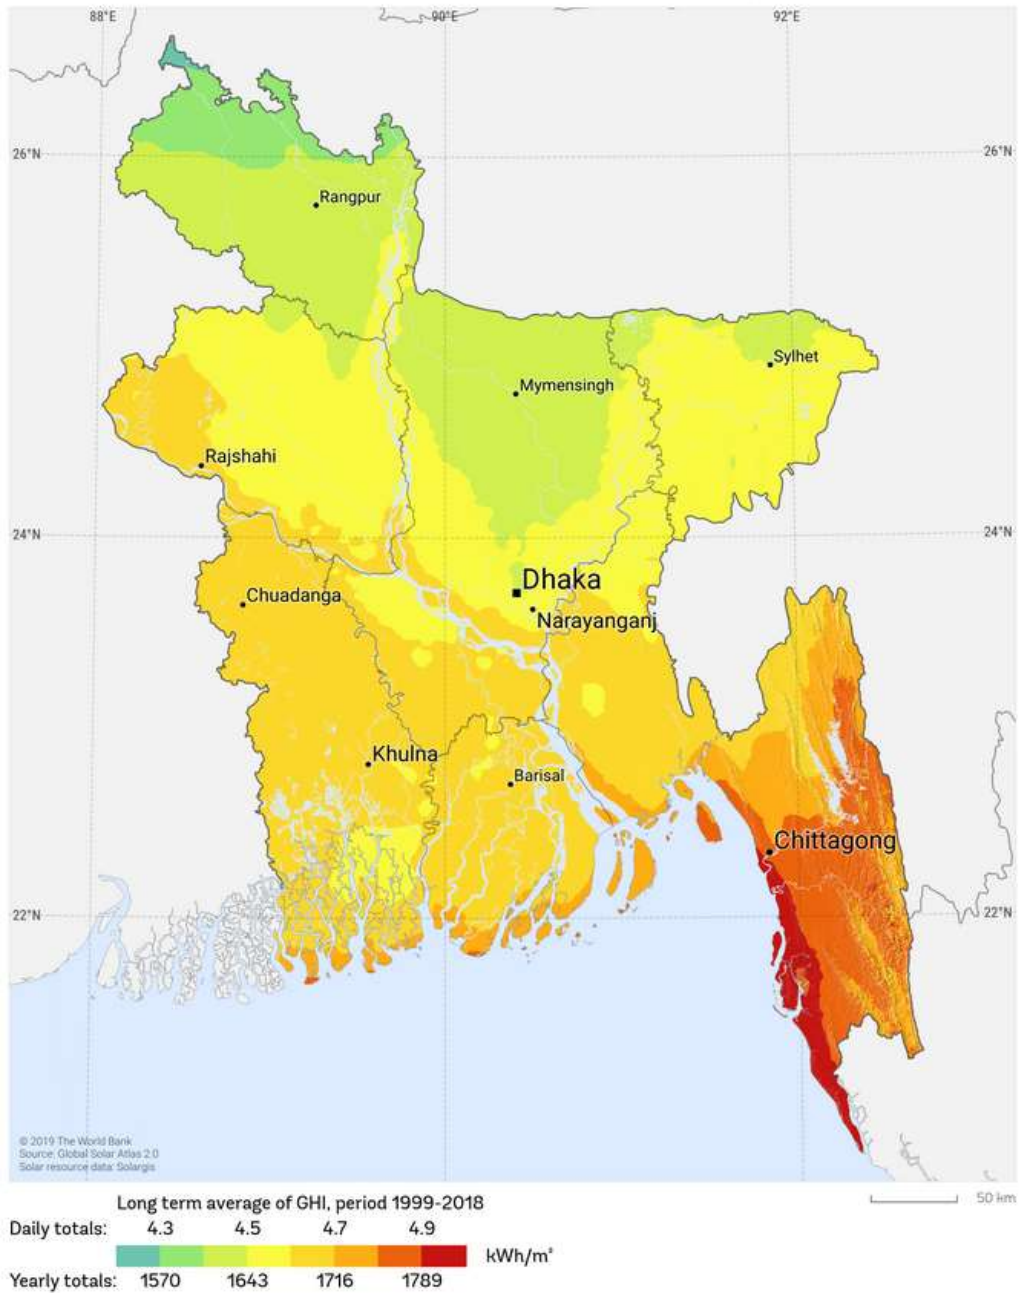 88°E 90°E 92°E
26°N 26°N
Rangpur
Sylhet
Mymensingh
Rajshahi
24°N 24°N
Dhaka
Chuadanga
Narayanganj
Khulna
Barisal
Chittagong
22°N 22°N
© 2019 The World Bank
Source: Global Solar Atlas 2.0
Solar resource data: Solargis
Long term average of GHI, period 1999-2018
50 km
Daily totals: 4.3 4.5 4.7 4.9
kWh/m²
Yearly totals: 1570 1643 1716 1789